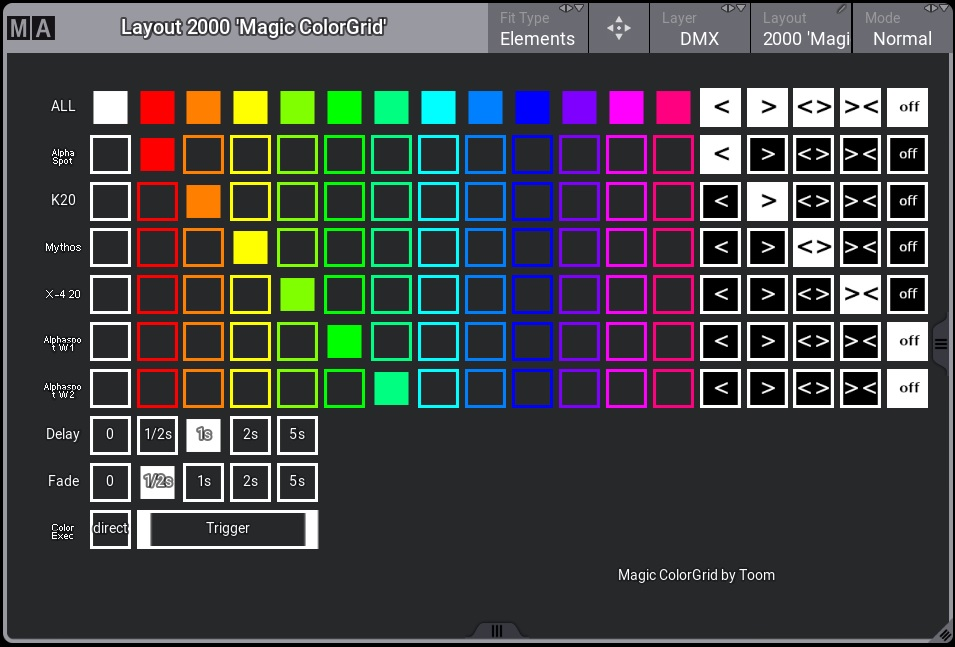 MA Layout 2000 'Magic ColorGrid'
Fit Type
Elements
Layer
DMX
Layout
2000 'Magi
Mode
Normal
ALL < > <> >< off
Alpha
Spot
< > <> >< off
K20 < > <> >< off
Mythos < > <> >< off
X-4 20 < > <> >< off
Alphaspo
t W1
< > <> >< off
Alphaspo
t W2
< > <> >< off
Delay 0 1/2s 1s 2s 5s
Fade 0 1/2s 1s 2s 5s
Color
Exec
direct Trigger
Magic ColorGrid by Toom